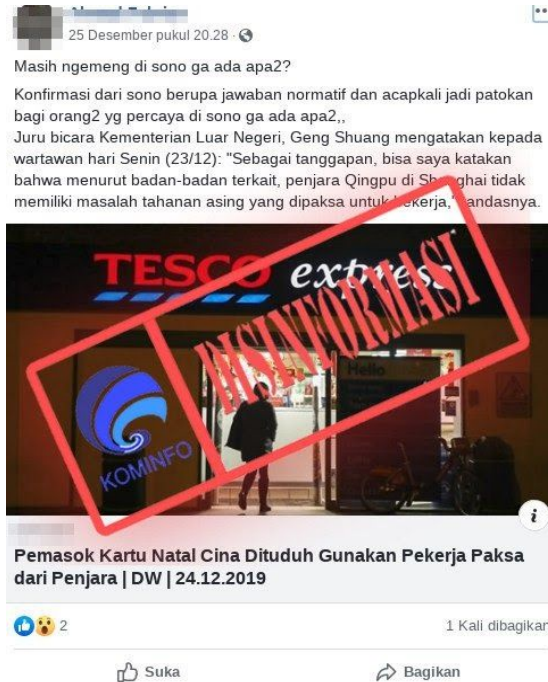 25 Desember pukul 20.28 ·
Masih ngemeng di sono ga ada apa2?
Konfirmasi dari sono berupa jawaban normatif dan acapkali jadi patokan
bagi orang2 yg percaya di sono ga ada apa2,,
Juru bicara Kementerian Luar Negeri, Geng Shuang mengatakan kepada
wartawan hari Senin (23/12): "Sebagai tanggapan, bisa saya katakan
bahwa menurut badan-badan terkait, penjara Qingpu di Shanghai tidak
memiliki masalah tahanan asing yang dipaksa untuk bekerja," tandasnya.
TESCO express
DISINFORMASI
Hello
KOMINFO
Pemasok Kartu Natal Cina Dituduh Gunakan Pekerja Paksa
dari Penjara | DW | 24.12.2019
2
1 Kali dibagikan
Suka
Bagikan